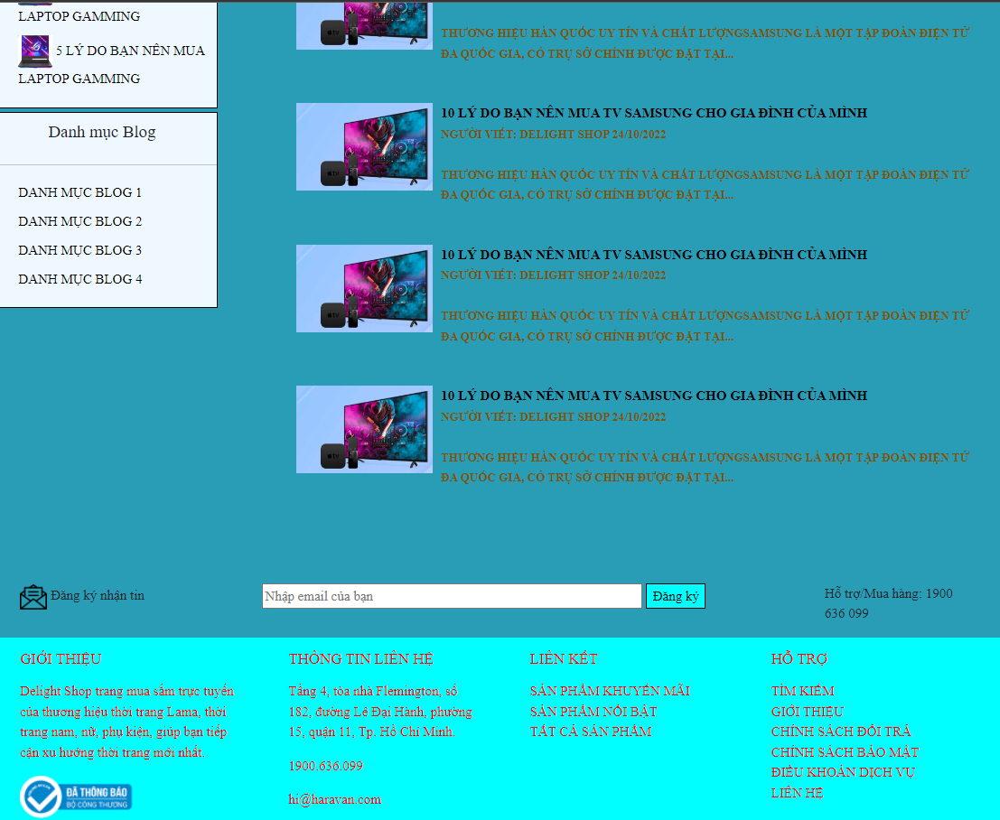 LAPTOP GAMMING
5 LÝ DO BẠN NÊN MUA
LAPTOP GAMMING
Danh mục Blog
DANH MỤC BLOG 1
DANH MỤC BLOG 2
DANH MỤC BLOG 3
DANH MỤC BLOG 4
THƯƠNG HIỆU HÀN QUỐC UY TÍN VÀ CHẤT LƯỢNGSAMSUNG LÀ MỘT TẬP ĐOÀN ĐIỆN TỬ
ĐA QUỐC GIA, CÓ TRỤ SỞ CHÍNH ĐƯỢC ĐẶT TẠI...
10 LÝ DO BẠN NÊN MUA TV SAMSUNG CHO GIA ĐÌNH CỦA MÌNH
NGƯỜI VIẾT: DELIGHT SHOP 24/10/2022
THƯƠNG HIỆU HÀN QUỐC UY TÍN VÀ CHẤT LƯỢNGSAMSUNG LÀ MỘT TẬP ĐOÀN ĐIỆN TỬ
ĐA QUỐC GIA, CÓ TRỤ SỞ CHÍNH ĐƯỢC ĐẶT TẠI...
10 LÝ DO BẠN NÊN MUA TV SAMSUNG CHO GIA ĐÌNH CỦA MÌNH
NGƯỜI VIẾT: DELIGHT SHOP 24/10/2022
THƯƠNG HIỆU HÀN QUỐC UY TÍN VÀ CHẤT LƯỢNGSAMSUNG LÀ MỘT TẬP ĐOÀN ĐIỆN TỬ
ĐA QUỐC GIA, CÓ TRỤ SỞ CHÍNH ĐƯỢC ĐẶT TẠI...
10 LÝ DO BẠN NÊN MUA TV SAMSUNG CHO GIA ĐÌNH CỦA MÌNH
NGƯỜI VIẾT: DELIGHT SHOP 24/10/2022
THƯƠNG HIỆU HÀN QUỐC UY TÍN VÀ CHẤT LƯỢNGSAMSUNG LÀ MỘT TẬP ĐOÀN ĐIỆN TỬ
ĐA QUỐC GIA, CÓ TRỤ SỞ CHÍNH ĐƯỢC ĐẶT TẠI...
Đăng ký nhận tin
Nhập email của bạn
Đăng ký
Hỗ trợ/Mua hàng: 1900
636 099
GIỚI THIỆU
Delight Shop trang mua sắm trực tuyến
của thương hiệu thời trang Lama, thời
trang nam, nữ, phụ kiện, giúp bạn tiếp
cận xu hướng thời trang mới nhất.
ĐÃ THÔNG BÁO
BỘ CÔNG THƯƠNG
THÔNG TIN LIÊN HỆ
Tầng 4, tòa nhà Flemington, số
182, đường Lê Đại Hành, phường
15, quận 11, Tp. Hồ Chí Minh.
1900.636.099
hi@haravan.com
LIÊN KẾT
SẢN PHẨM KHUYẾN MÃI
SẢN PHẨM NỔI BẬT
TẤT CẢ SẢN PHẨM
HỖ TRỢ
TÌM KIẾM
GIỚI THIỆU
CHÍNH SÁCH ĐỔI TRẢ
CHÍNH SÁCH BẢO MẬT
ĐIỀU KHOẢN DỊCH VỤ
LIÊN HỆ